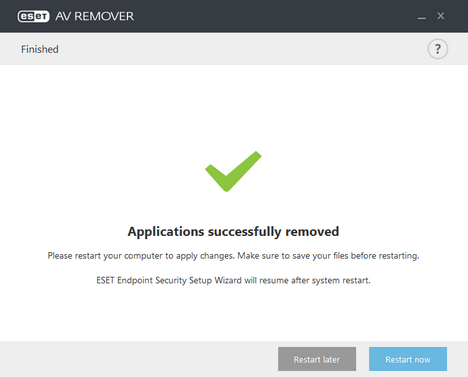 eseT AV REMOVER
Finished
?
Applications successfully removed
Please restart your computer to apply changes. Make sure to save your files before restarting.
ESET Endpoint Security Setup Wizard will resume after system restart.
Restart later Restart now